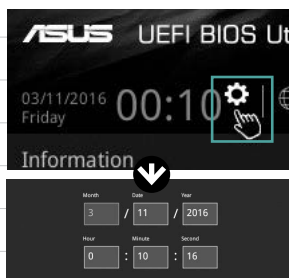 ASUS UEFI BIOS Ut
03/11/2016 00:10
Friday
Information
Month Date Year
3 / 11 / 2016
Hour Minute Second
0 : 10 : 16